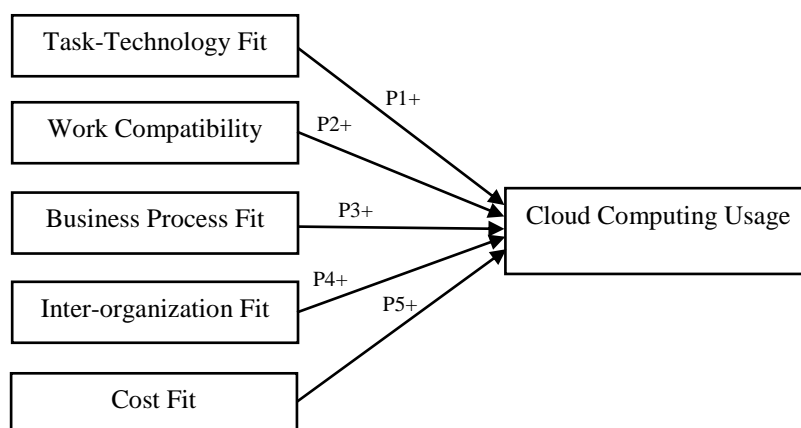 Task-Technology Fit
P1+
Work Compatibility
P2+
Business Process Fit
P3+
Cloud Computing Usage
Inter-organization Fit
P4+
P5+
Cost Fit